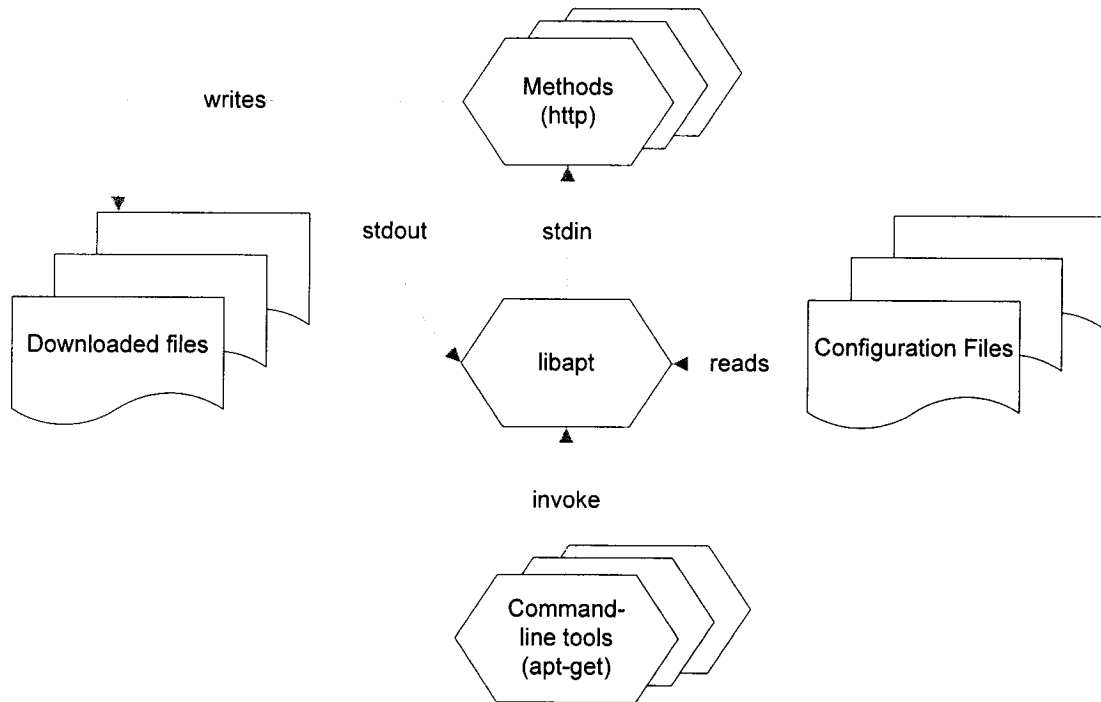 Methods
(http)
writes
stdout
stdin
Downloaded files
libapt
reads
Configuration Files
invoke
Command-
line tools
(apt-get)